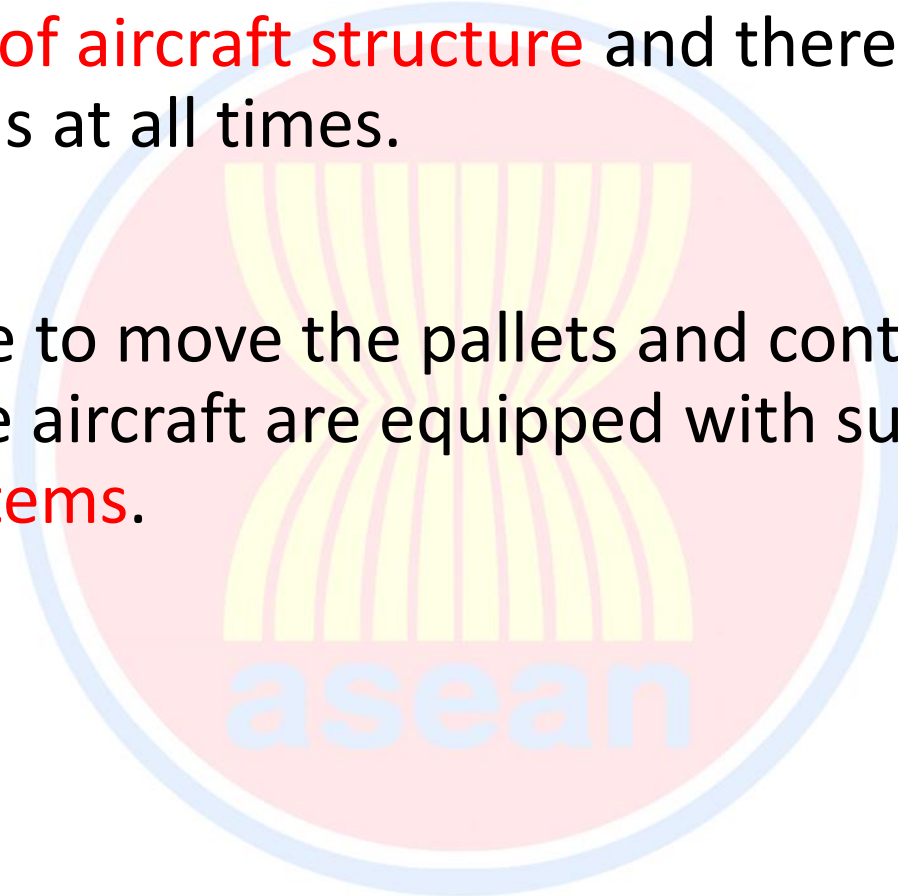 of aircraft structure and there
s at all times.
e to move the pallets and cont
e aircraft are equipped with su
tems.
asean